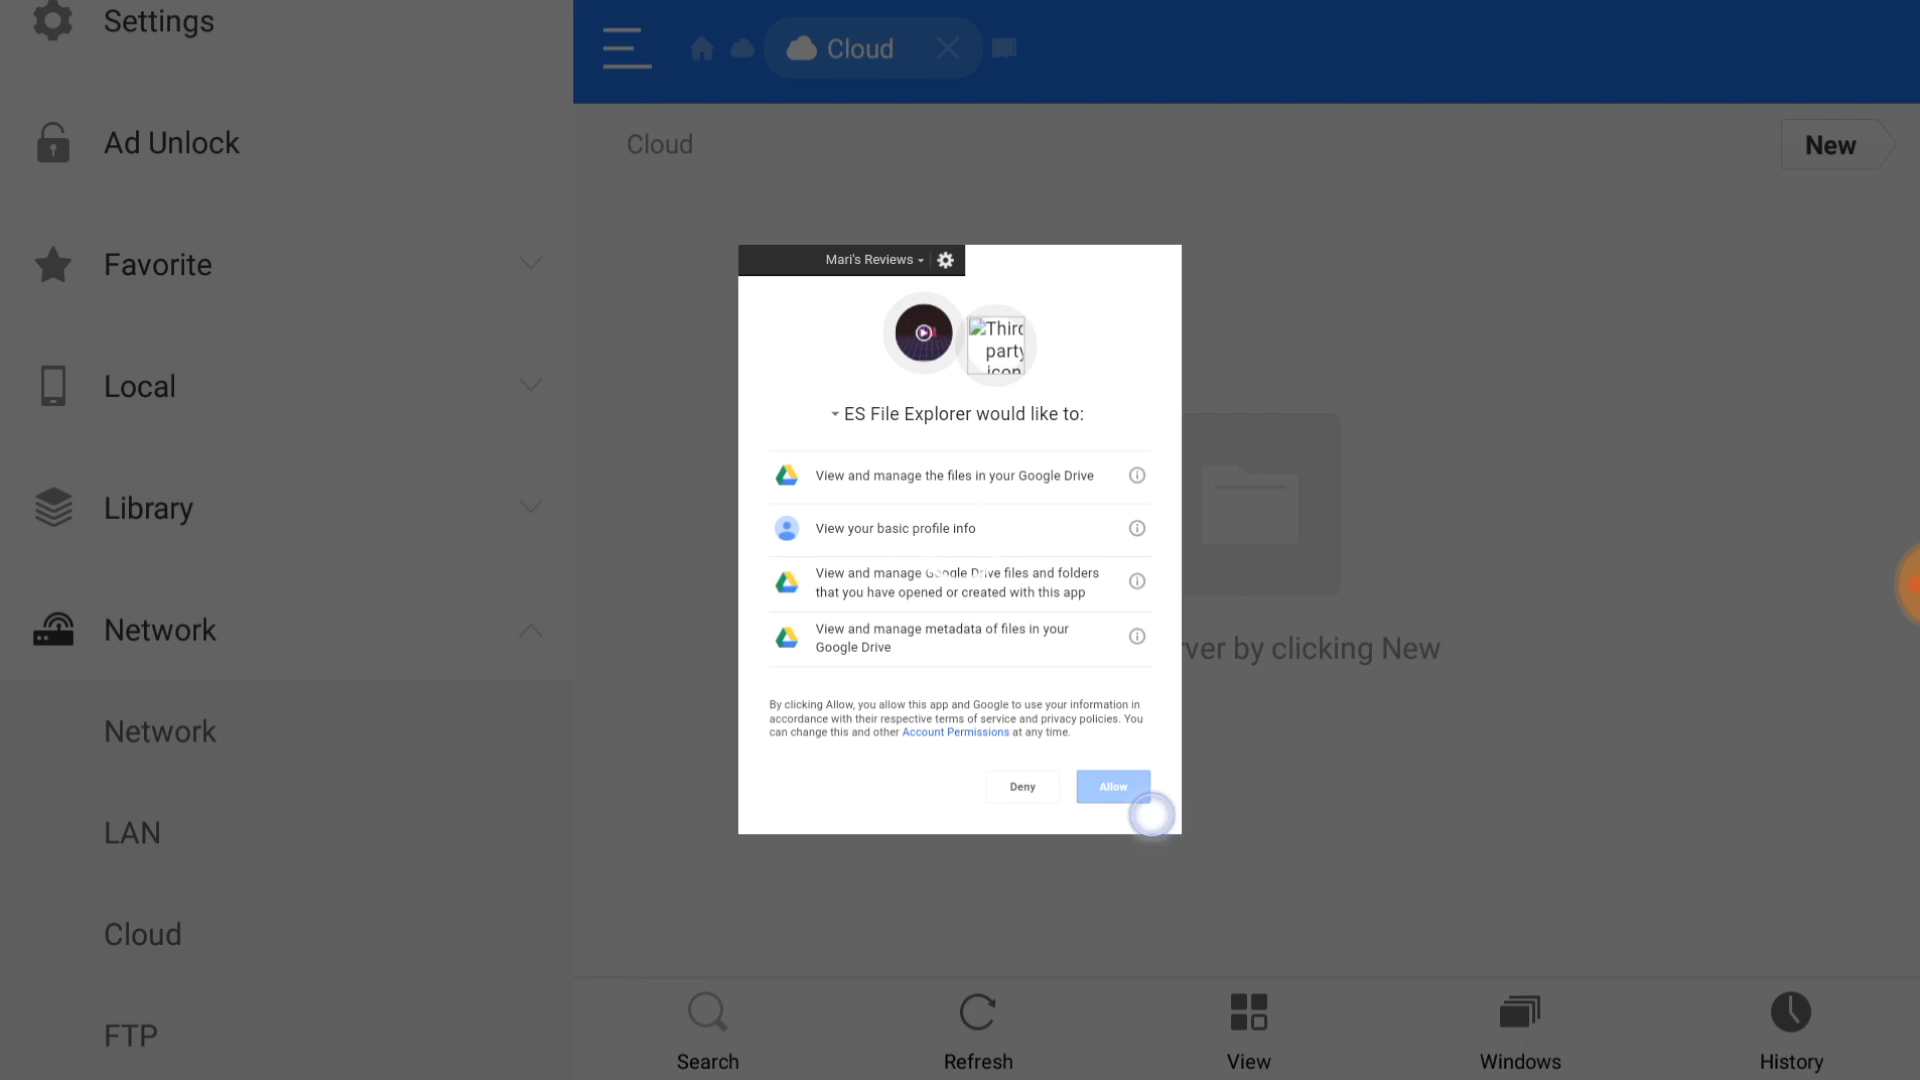 Settings
Ad Unlock
Favorite
Local
Library
Network
Network
LAN
Cloud
FTP
Cloud
Cloud
New
Mari's Reviews
Third
party
icon
ES File Explorer would like to:
View and manage the files in your Google Drive
View your basic profile info
View and manage Google Drive files and folders
that you have opened or created with this app
View and manage metadata of files in your
Google Drive
By clicking Allow, you allow this app and Google to use your information in
accordance with their respective terms of service and privacy policies. You
can change this and other Account Permissions at any time.
Deny
Allow
by clicking New
Search
Refresh
View
Windows
History